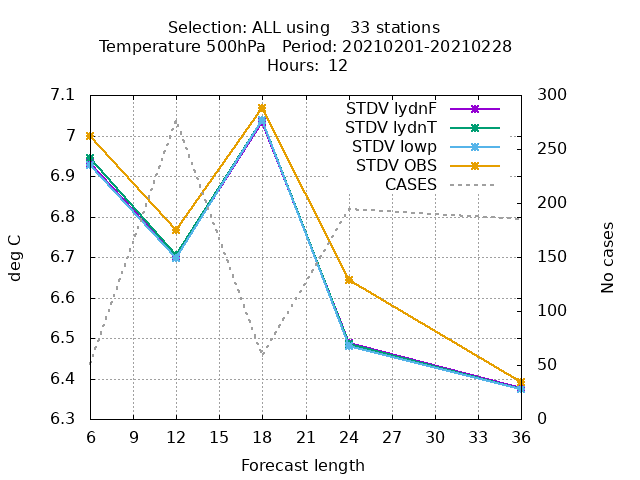 Selection: ALL using    33 stations
Temperature 500hPa   Period: 20210201-20210228
Hours: 12
7.1
7
6.9
6.8
6.7
6.6
6.5
6.4
6.3
300
250
200
150
100
50
0
6 9 12 15 18 21 24 27 30 33 36
deg C
No cases
Forecast length
STDV lydnF
STDV lydnT
STDV lowp
STDV OBS
CASES